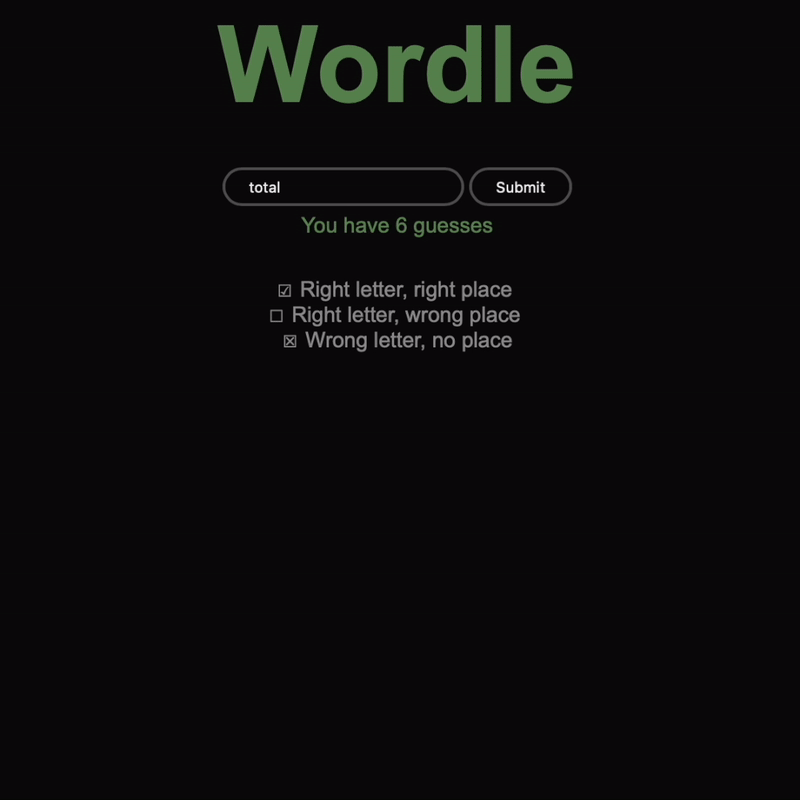 Wordle
total Submit
You have 6 guesses
☑ Right letter, right place
☐ Right letter, wrong place
☒ Wrong letter, no place